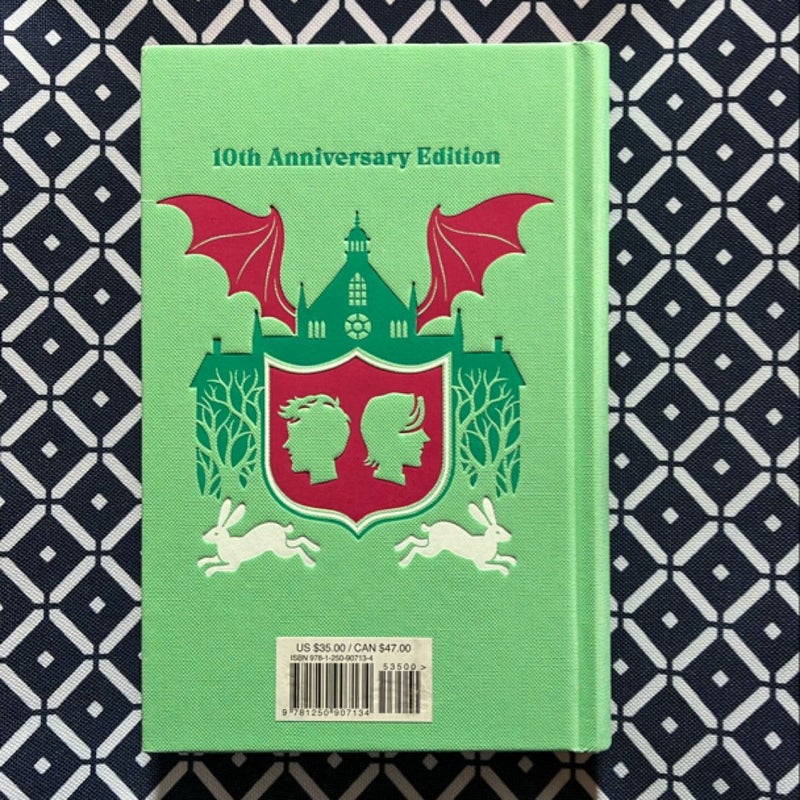 10th Anniversary Edition
US $35.00 / CAN $47.00
ISBN 978-1-250-90713-4
53500 >
9 781250 907134